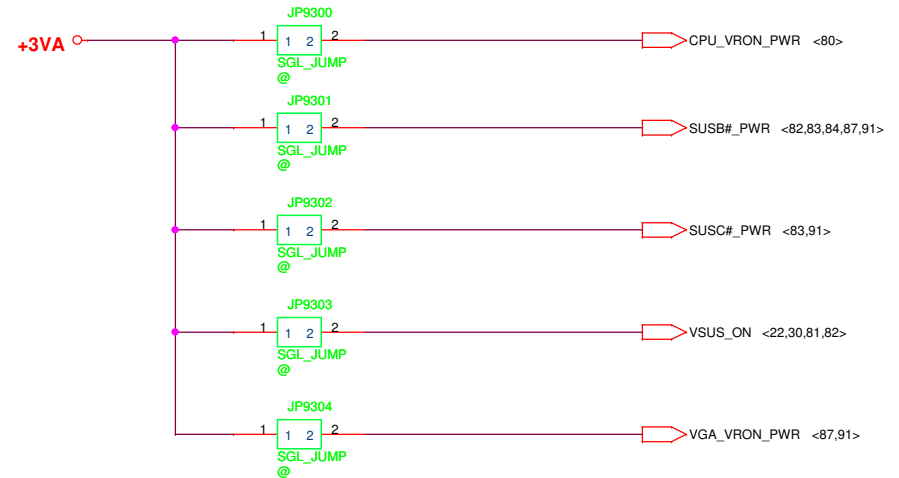 JP9300
+3VA 1 1 2 2 CPU_VRON_PWR <80>
SGL_JUMP
@
JP9301
1 1 2 2 SUSB#_PWR <82,83,84,87,91>
SGL_JUMP
@
JP9302
1 1 2 2 SUSC#_PWR <83,91>
SGL_JUMP
@
JP9303
1 1 2 2 VSUS_ON <22,30,81,82>
SGL_JUMP
@
JP9304
1 1 2 2 VGA_VRON_PWR <87,91>
SGL_JUMP
@